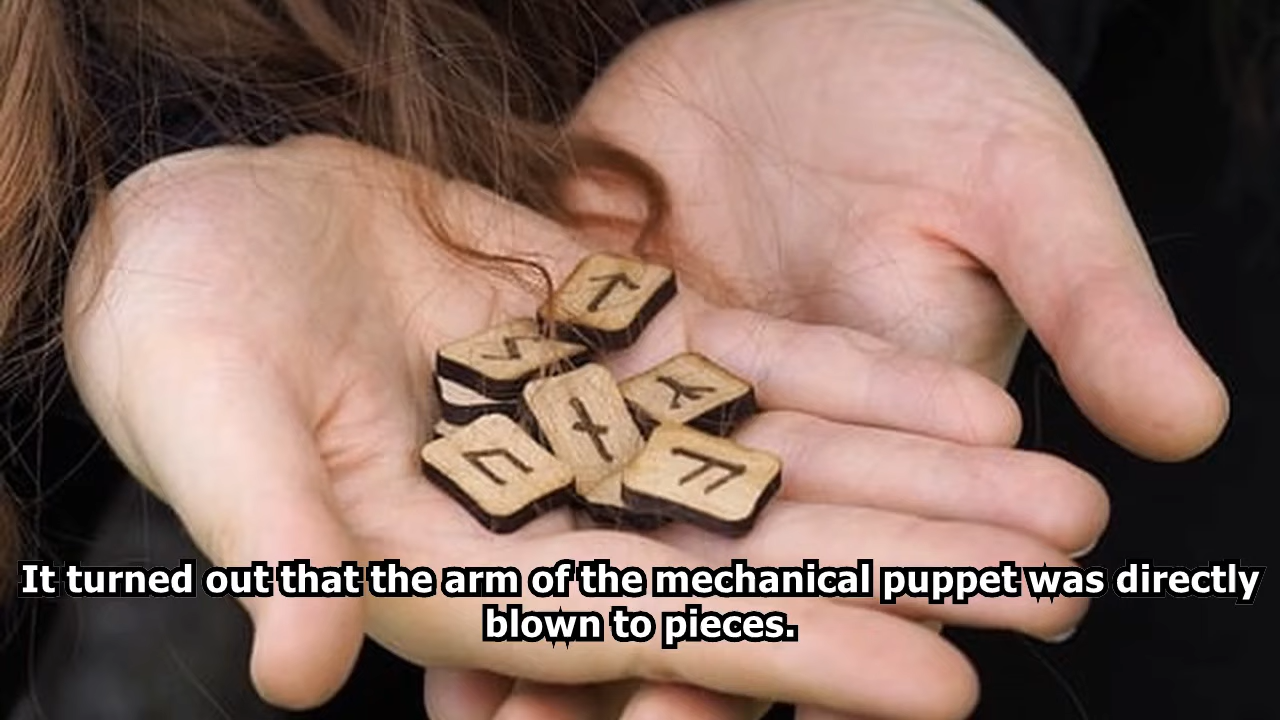 It turned out that the arm of the mechanical puppet was directly
blown to pieces.